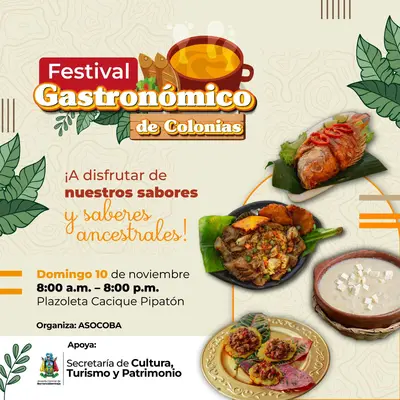 Festival
Gastronómico
de Colonias
¡A disfrutar de
nuestros sabores
y saberes
ancestrales!
Domingo 10 de noviembre
8:00 a.m. – 8:00 p.m.
Plazoleta Cacique Pipatón
Organiza: ASOCOBA
Apoya:
Secretaría de Cultura,
Turismo y Patrimonio